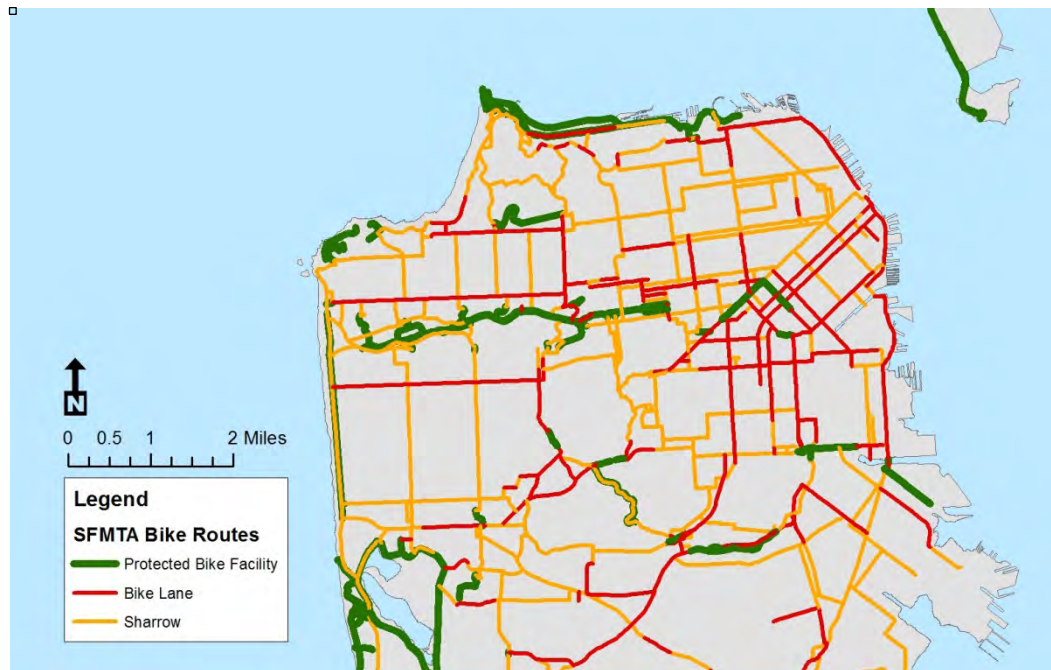 N
0 0.5 1 2 Miles
Legend
SFMTA Bike Routes
Protected Bike Facility
Bike Lane
Sharrow